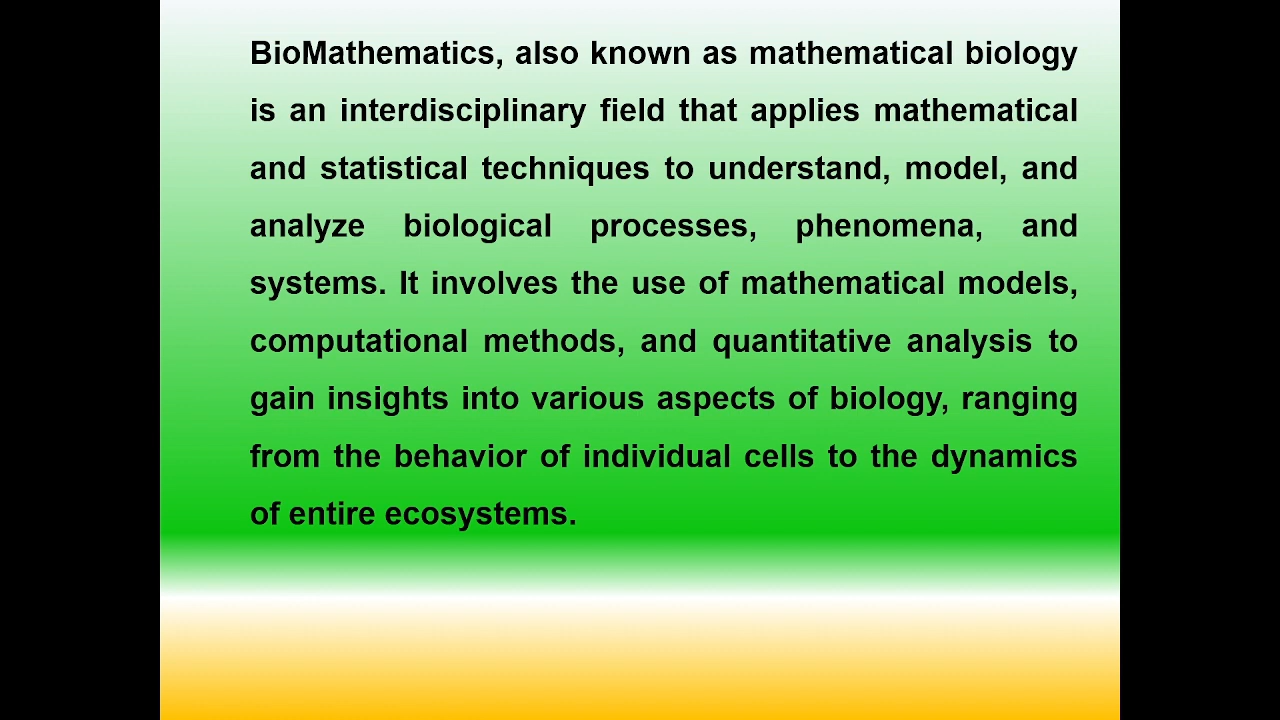 BioMathematics, also known as mathematical biology
is an interdisciplinary field that applies mathematical
and statistical techniques to understand, model, and
analyze biological processes, phenomena, and
systems. It involves the use of mathematical models,
computational methods, and quantitative analysis to
gain insights into various aspects of biology, ranging
from the behavior of individual cells to the dynamics
of entire ecosystems.